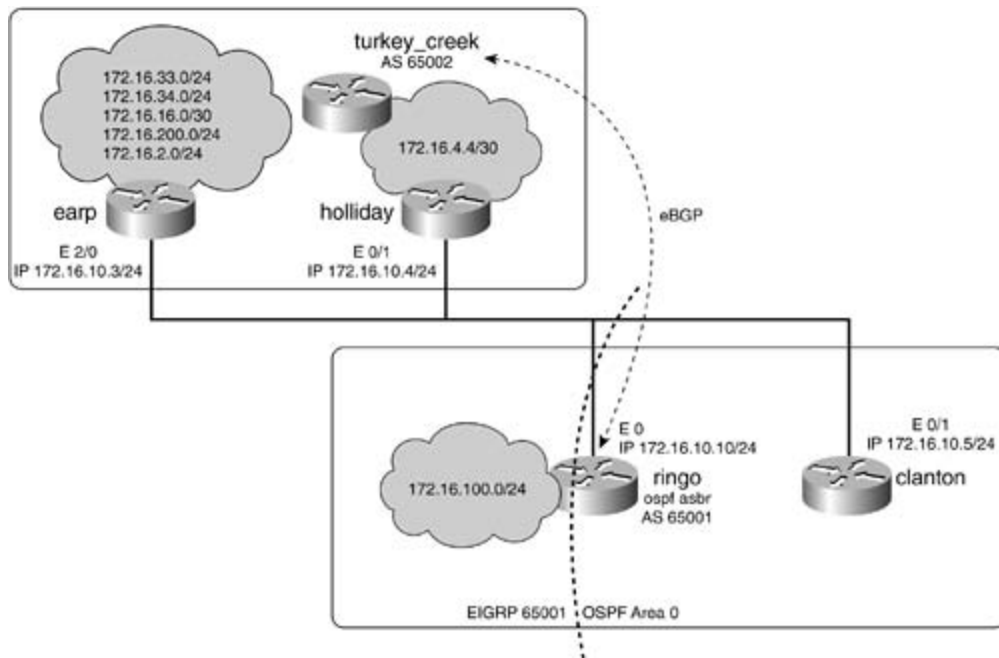 turkey_creek
AS 65002
172.16.33.0/24
172.16.34.0/24
172.16.16.0/30
172.16.200.0/24
172.16.2.0/24
172.16.4.4/30
earp
holliday
eBGP
E 2/0
IP 172.16.10.3/24
E 0/1
IP 172.16.10.4/24
E 0
IP 172.16.10.10/24
E 0/1
IP 172.16.10.5/24
172.16.100.0/24
ringo
ospf asbr
AS 65001
clanton
EIGRP 65001
OSPF Area 0